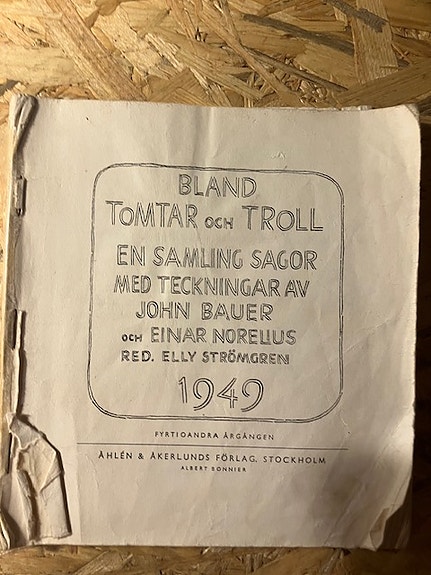 BLAND
TOMTAR OCH TROLL
EN SAMLING SAGOR
MED TECKNINGAR AV
JOHN BAUER
OCH EINAR NORELIUS
RED. ELLY STRÖMGREN
1949
FYRTIOANDRA ÅRGÅNGEN
ÅHLÉN & ÅKERLUNDS FÖRLAG, STOCKHOLM
ALBERT BONNIER